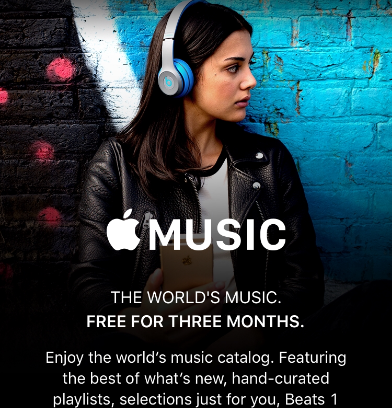 MUSIC
THE WORLD'S MUSIC.
FREE FOR THREE MONTHS.
Enjoy the world's music catalog. Featuring
the best of what's new, hand-curated
playlists, selections just for you, Beats 1